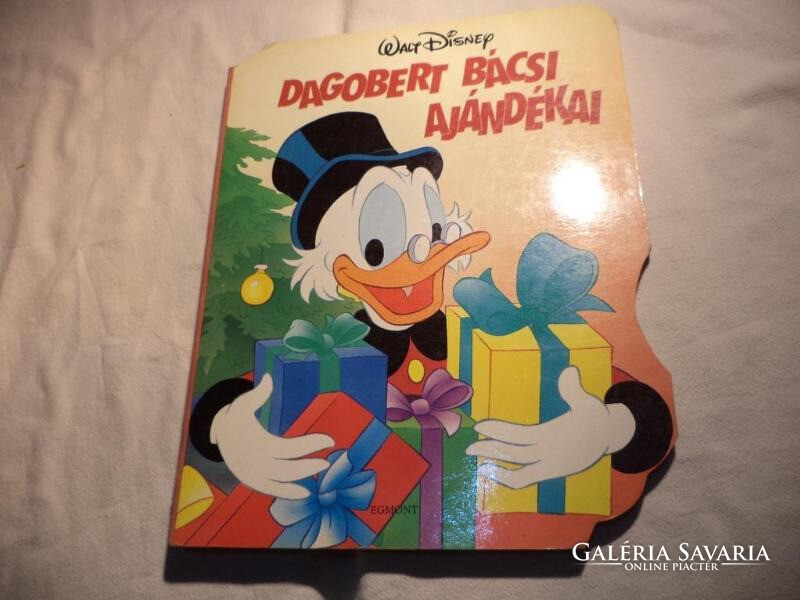 WALT DISNEY
DAGOBERT BÁCSI
AJÁNDÉKAI
EGMONT
GALÉRIA SAVARIA
ONLINE PIACTÉR